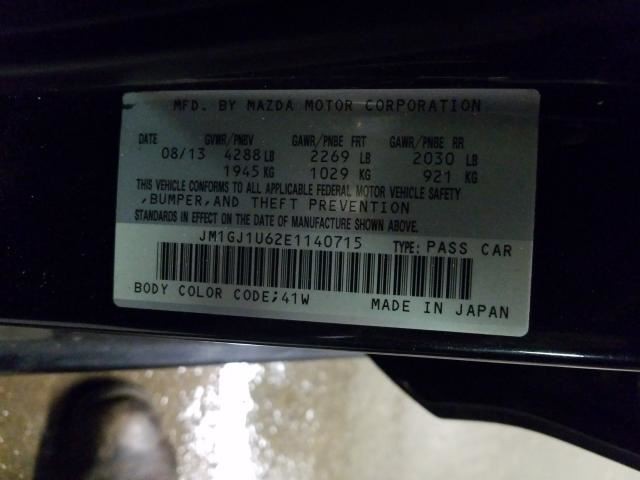 MFD. BY MAZDA MOTOR CORPORATION
DATE GVWR/PNBV GAWR/PNBE FRT GAWR/PNBE RR
08/13 4288 LB 2269 LB 2030 LB
1945 KG 1029 KG 921 KG
THIS VEHICLE CONFORMS TO ALL APPLICABLE FEDERAL MOTOR VEHICLE SAFETY
,BUMPER,AND THEFT PREVENTION
STANDARDS IN EFFECT ON THE DATE OF MANUFACTURE SHOWN ABOVE.
JM1GJ1U62E1140715 TYPE: PASS CAR
BODY COLOR CODE;41W MADE IN JAPAN